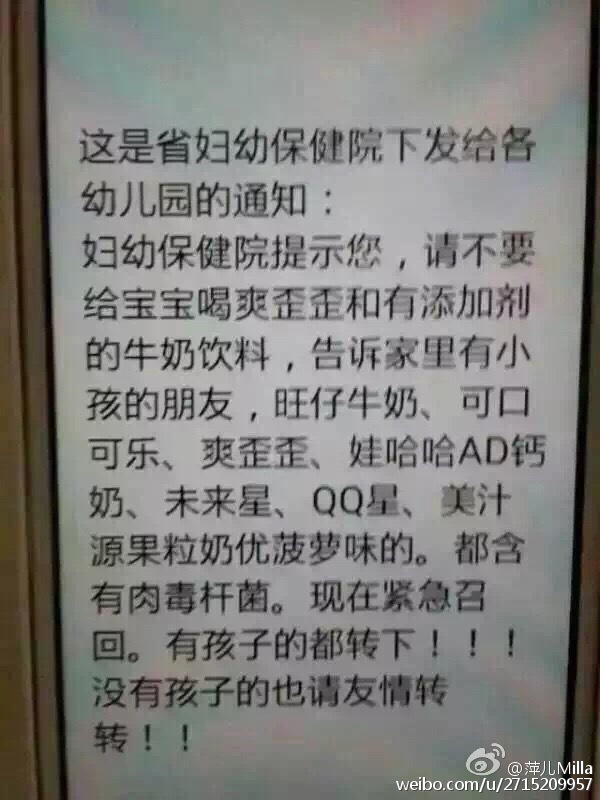 这是省妇幼保健院下发给各
幼儿园的通知：
妇幼保健院提示您，请不要
给宝宝喝爽歪歪和有添加剂
的牛奶饮料，告诉家里有小
孩的朋友，旺仔牛奶、可口
可乐、爽歪歪、娃哈哈AD钙
奶、未来星、QQ星、美汁
源果粒奶优菠萝味的。都含
有肉毒杆菌。现在紧急召
回。有孩子的都转下！！！
没有孩子的也请友情转
转！！
@萍儿Milla
weibo.com/u/2715209957